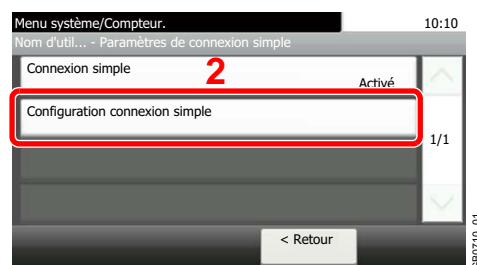 Menu système/Compteur.
10:10
Nom d'util... - Paramètres de connexion simple
Connexion simple
2
Activé
Configuration connexion simple
1/1
< Retour